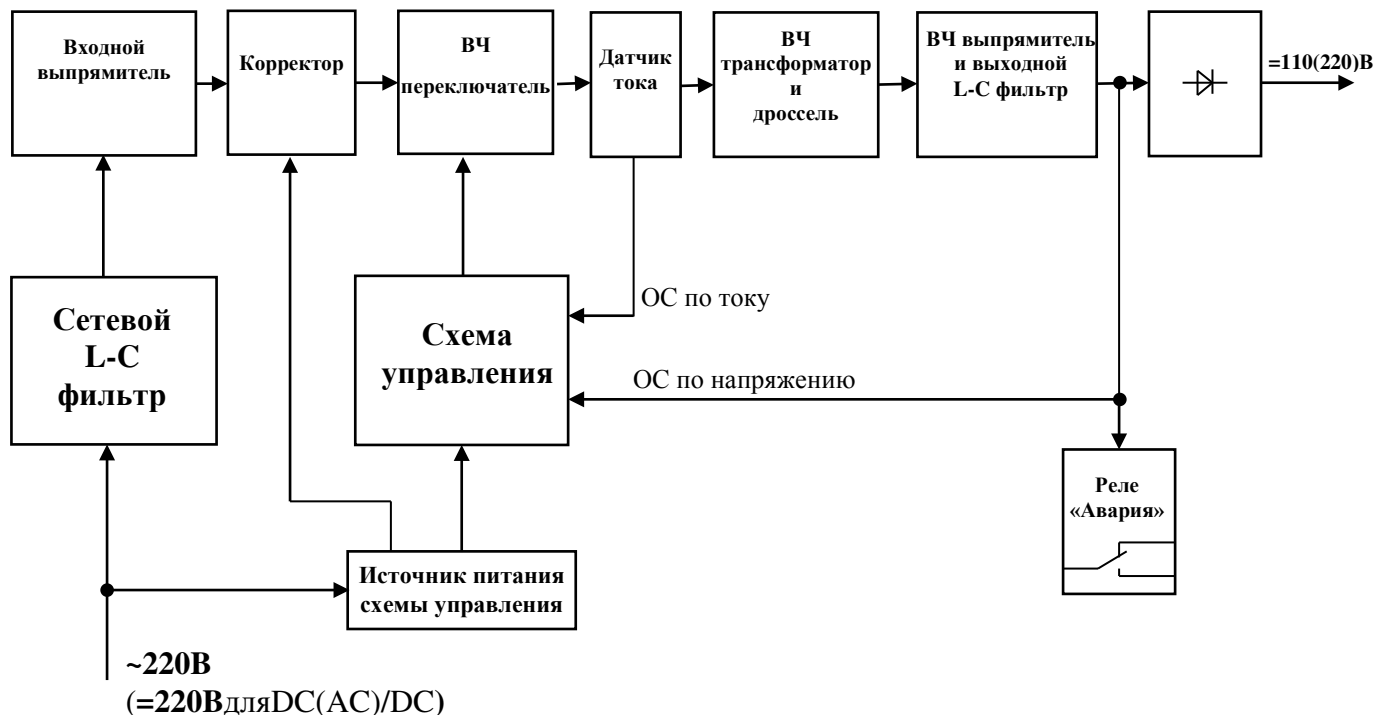 Входной
выпрямитель
Корректор
ВЧ
переключатель
Датчик
тока
ВЧ
трансформатор
и
дроссель
ВЧ выпрямитель
и выходной
L-C фильтр
=110(220)В
Сетевой
L-C
фильтр
Схема
управления
ОС по току
ОС по напряжению
Реле
«Авария»
Источник питания
схемы управления
~220В
(=220ВдляDC(AC)/DC)